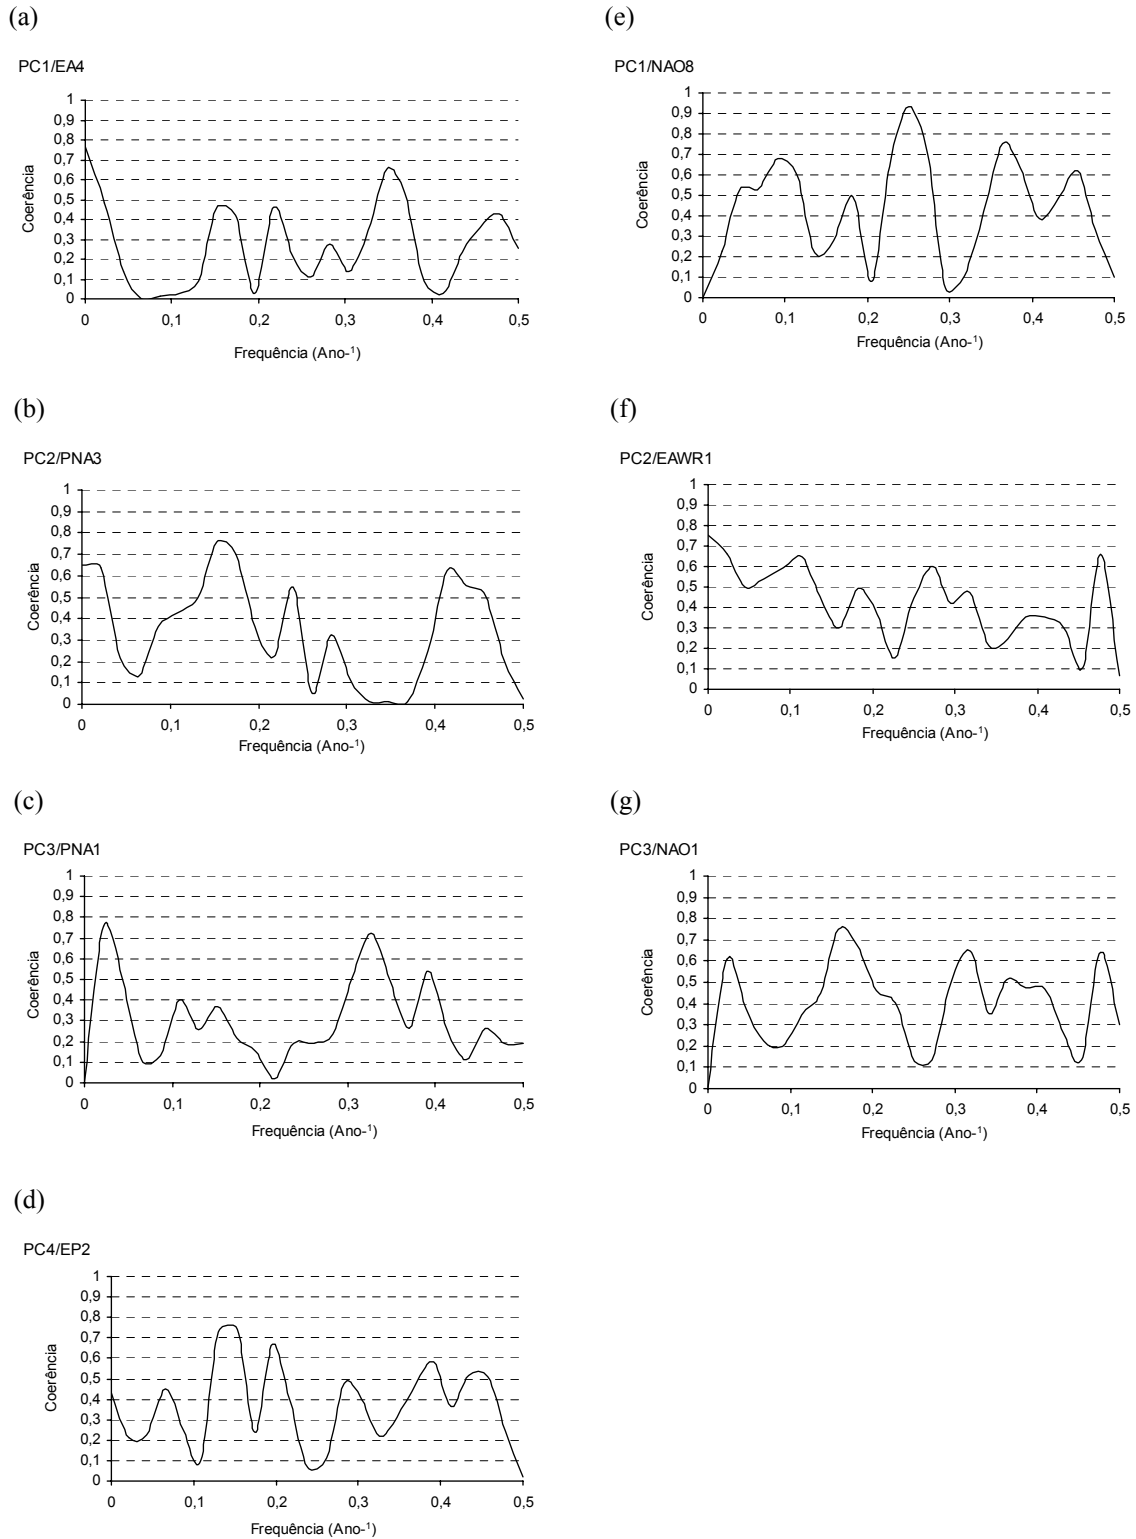 (a)
PC1/EA4
1
0,9
0,8
0,7
0,6
0,5
0,4
0,3
0,2
0,1
0
Coerência
0 0,1 0,2 0,3 0,4 0,5
Frequência (Ano-¹)
(e)
PC1/NAO8
1
0,9
0,8
0,7
0,6
0,5
0,4
0,3
0,2
0,1
0
Coerência
0 0,1 0,2 0,3 0,4 0,5
Frequência (Ano-¹)
(b)
PC2/PNA3
1
0,9
0,8
0,7
0,6
0,5
0,4
0,3
0,2
0,1
0
Coerência
0 0,1 0,2 0,3 0,4 0,5
Frequência (Ano-¹)
(f)
PC2/EAWR1
1
0,9
0,8
0,7
0,6
0,5
0,4
0,3
0,2
0,1
0
Coerência
0 0,1 0,2 0,3 0,4 0,5
Frequência (Ano-¹)
(c)
PC3/PNA1
1
0,9
0,8
0,7
0,6
0,5
0,4
0,3
0,2
0,1
0
Coerência
0 0,1 0,2 0,3 0,4 0,5
Frequência (Ano-¹)
(g)
PC3/NAO1
1
0,9
0,8
0,7
0,6
0,5
0,4
0,3
0,2
0,1
0
Coerência
0 0,1 0,2 0,3 0,4 0,5
Frequência (Ano-¹)
(d)
PC4/EP2
1
0,9
0,8
0,7
0,6
0,5
0,4
0,3
0,2
0,1
0
Coerência
0 0,1 0,2 0,3 0,4 0,5
Frequência (Ano-¹)